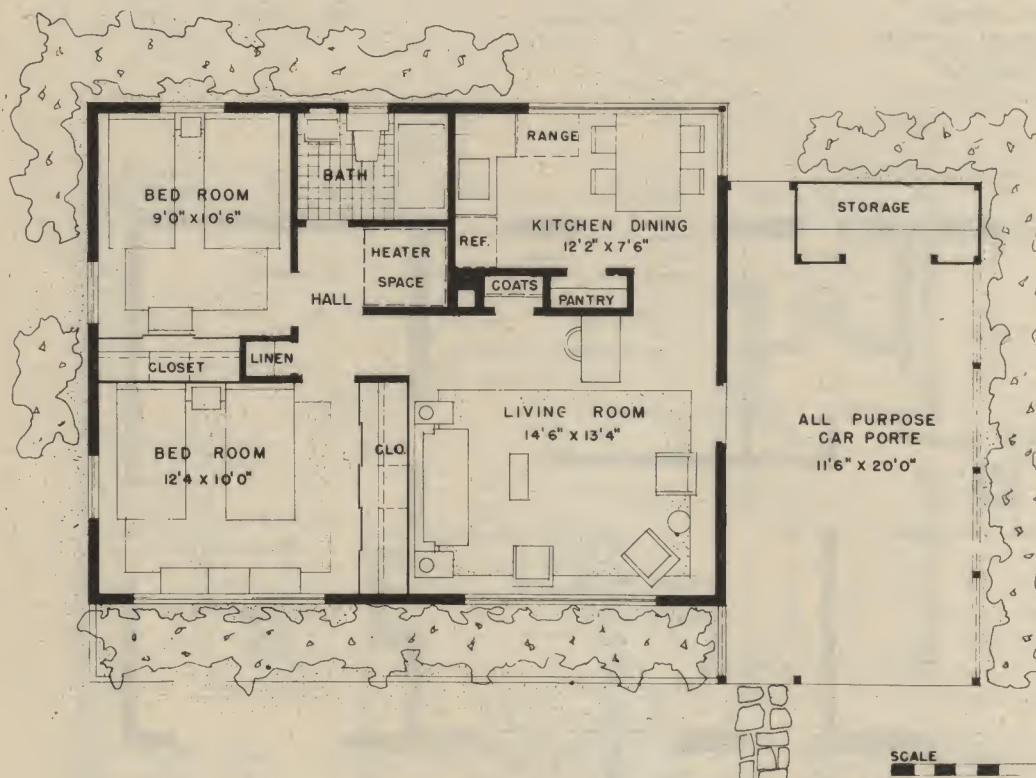 RANGE
BATH
BED ROOM
9'0" X 10'6"
STORAGE
KITCHEN DINING
12'2" X 7'6"
REF.
HEATER
SPACE
COATS
HALL
PANTRY
LINEN
CLOSET
LIVING ROOM
14'6" X 13'4"
ALL PURPOSE
CAR PORTE
11'6" X 20'0"
BED ROOM
12'4 X 10'0"
CLO.
SCALE